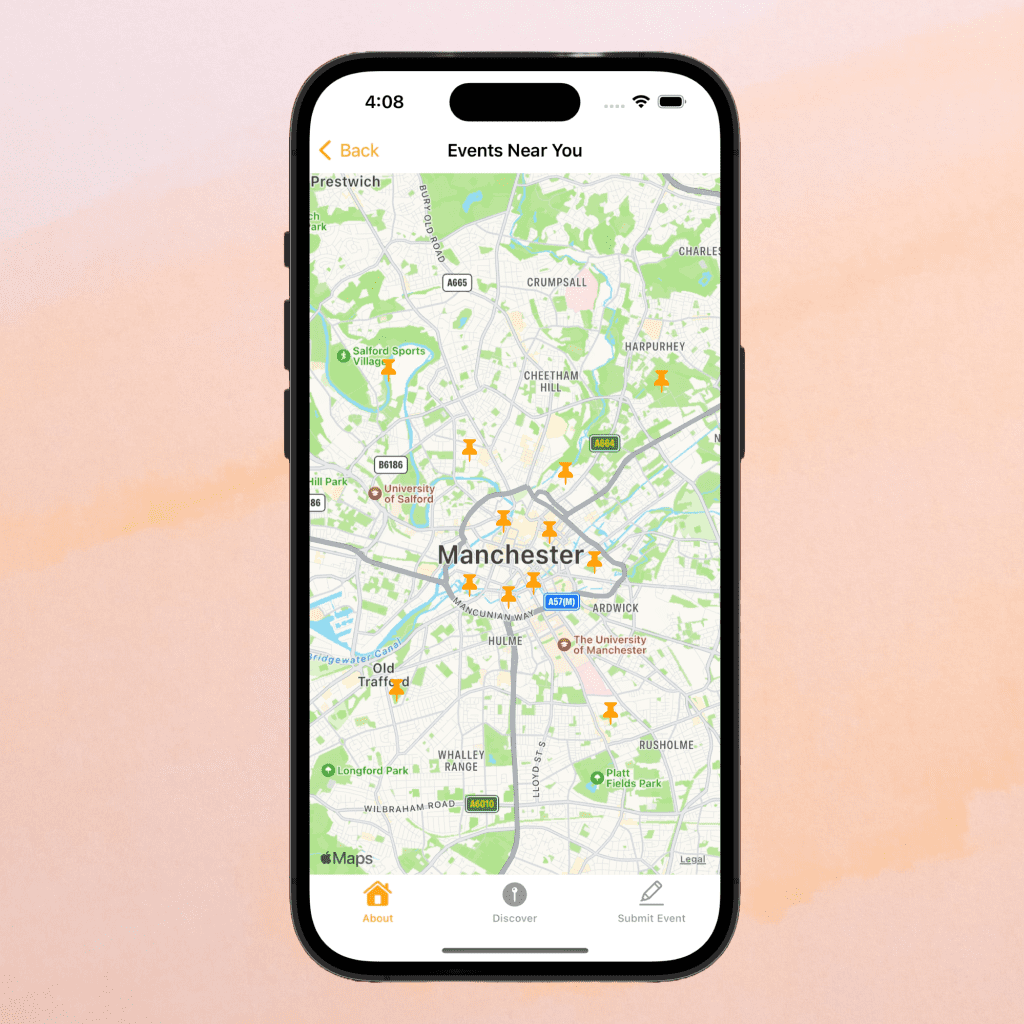 4:08
Back
Events Near You
Prestwich
ch
ark
BURY OLD ROAD
CHARLES
A665
CRUMPSALL
HARPURHEY
Salford Sports
Village
CHEETHAM
HILL
A664
N
B6186
Hill Park
University
of Salford
86
Manchester
A57(M)
MANCUNIAN WAY
ARDWICK
HULME
The University
of Manchester
Bridgewater Canal
Old
Trafford
RUSHOLME
WHALLEY
RANGE
LLOYD ST S
Longford Park
Platt
Fields Park
WILBRAHAM ROAD
A6010
Maps
Legal
About
Discover
Submit Event